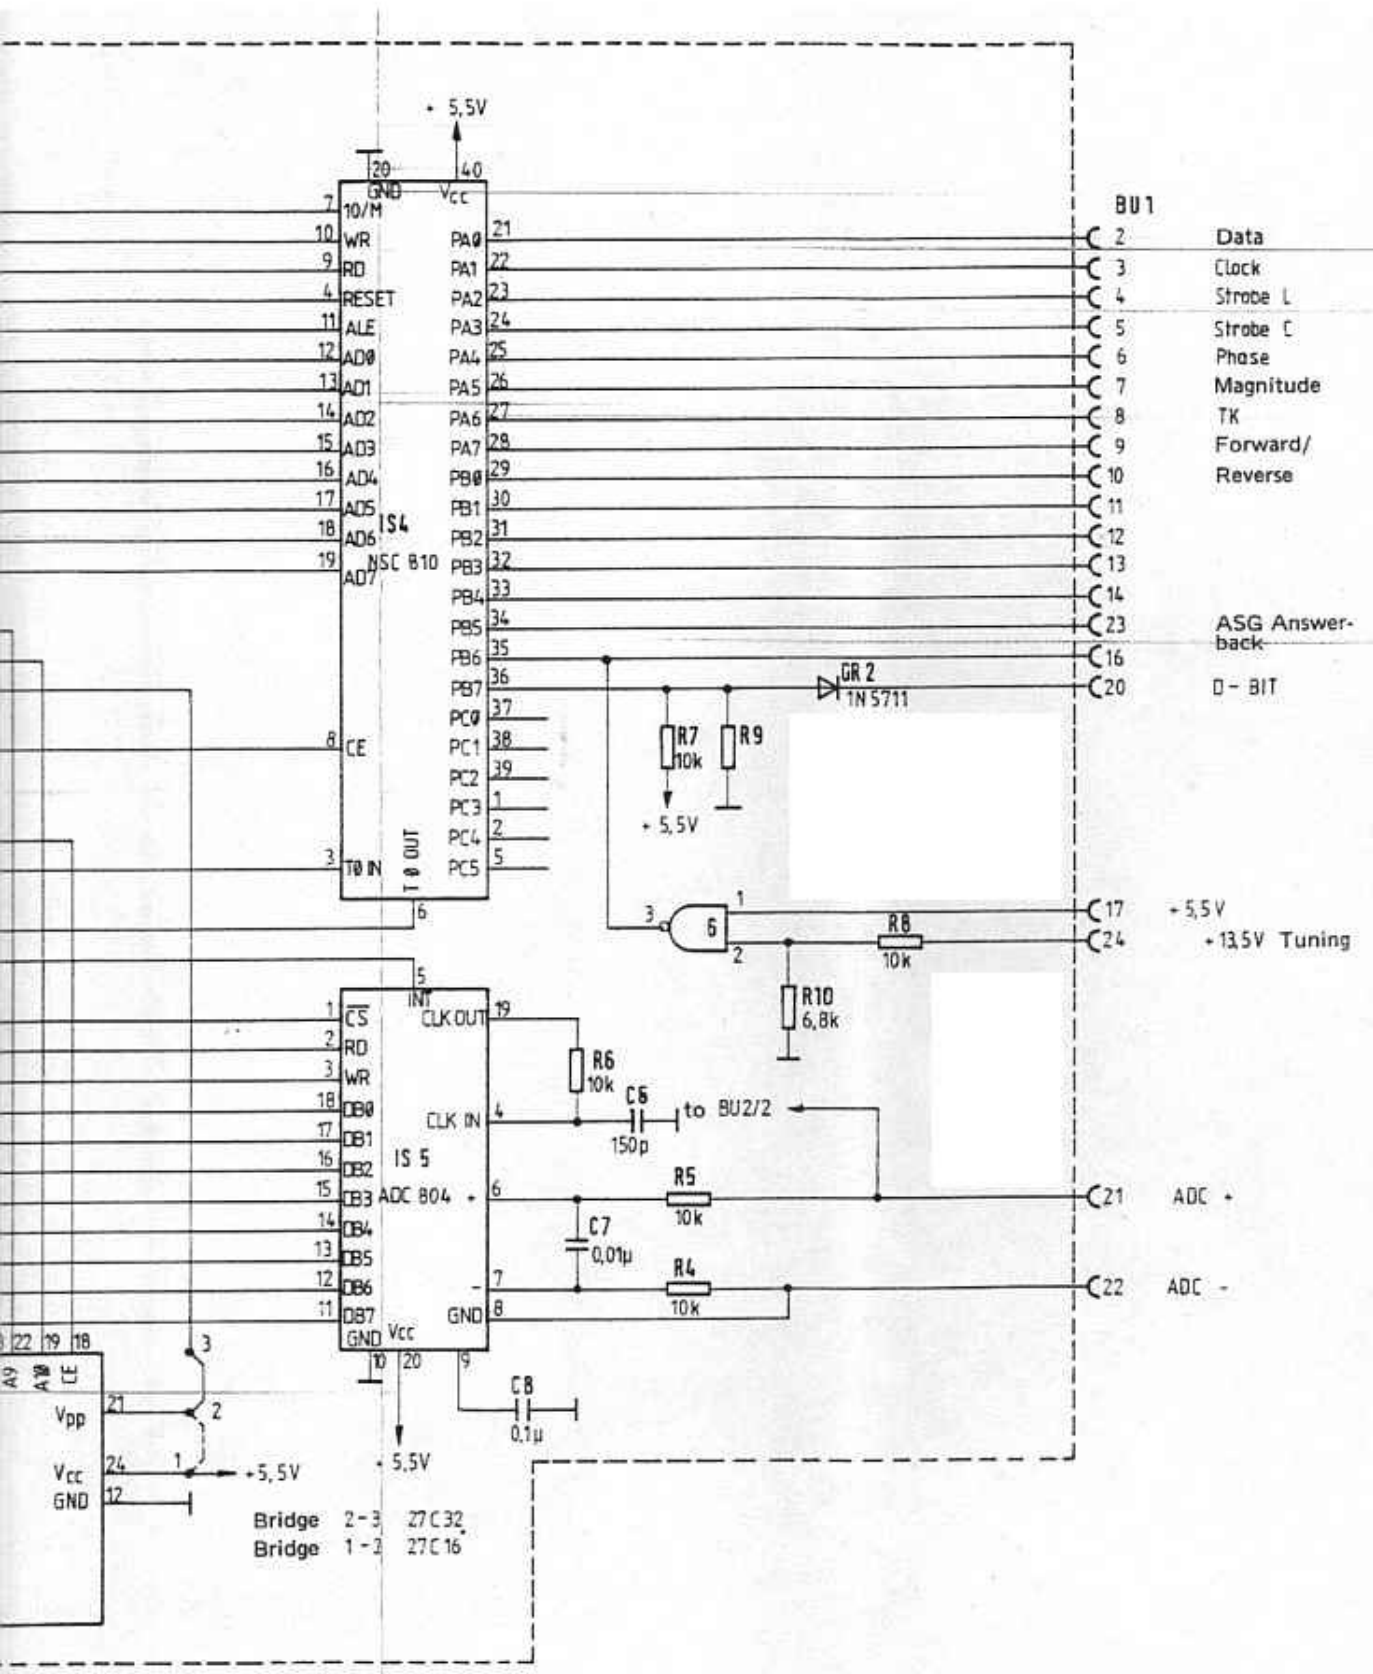 + 5,5V
20 40
GND VCC
BU1
7 10/M
10 WR PA0 21 2 Data
9 RD PA1 22 3 Clock
4 RESET PA2 23 4 Strobe L
11 ALE PA3 24 5 Strobe C
12 AD0 PA4 25 6 Phase
13 AD1 PA5 26 7 Magnitude
14 AD2 PA6 27 8 TK
15 AD3 PA7 28 9 Forward/
16 AD4 PB0 29 10 Reverse
17 AD5 PB1 30 11
18 AD6 IS4 PB2 31 12
19 AD7 NSC 810 PB3 32 13
PB4 33 14
PB5 34 23 ASG Answer-
back
PB6 35 16
PB7 36 GR 2 20 D - BIT
1N 5711
PC0 37
8 CE PC1 38 R7 R9
10k
PC2 39
PC3 1
+ 5,5V
PC4 2
3 T0 IN T 0 OUT PC5 5
6
3 6 1 17 + 5,5V
2 R8 24 + 13,5V Tuning
10k
5
INT
1 CS CLK OUT 19 R10
6,8k
2 RD
3 WR R6
10k
18 DB0 CLK IN 4 C6 to BU2/2
150p
17 DB1
16 DB2 IS 5
15 DB3 ADC 804 + 6 R5 21 ADC +
10k
14 DB4 C7
13 DB5 0,01µ
12 DB6 - 7 R4 22 ADC -
10k
11 DB7 GND 8
GND Vcc
10 20 9
22 19 18 3
A9 A10 CE
C8
0,1µ
Vpp 21 2
5,5V
Vcc 24 1 +5,5V
GND 12
Bridge 2-3 27C32
Bridge 1-2 27C16